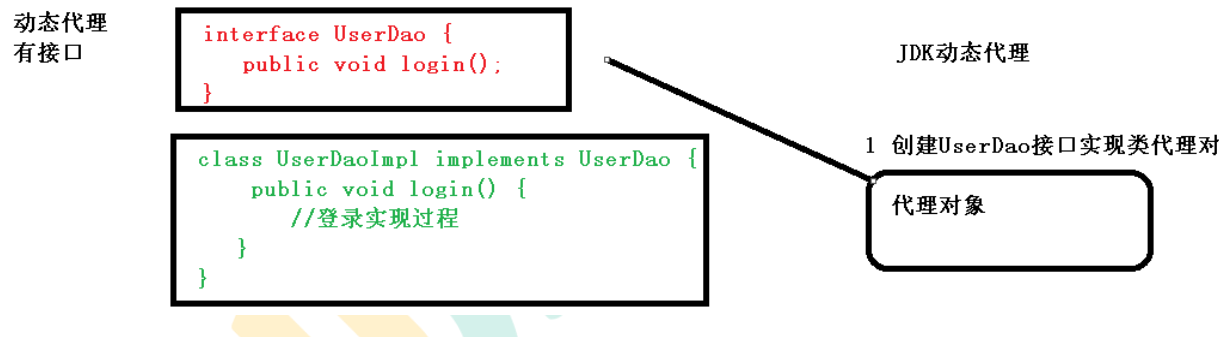 动态代理
有接口
interface UserDao {
public void login();
}
JDK动态代理
class UserDaoImpl implements UserDao {
public void login() {
//登录实现过程
}
}
1 创建UserDao接口实现类代理对
代理对象